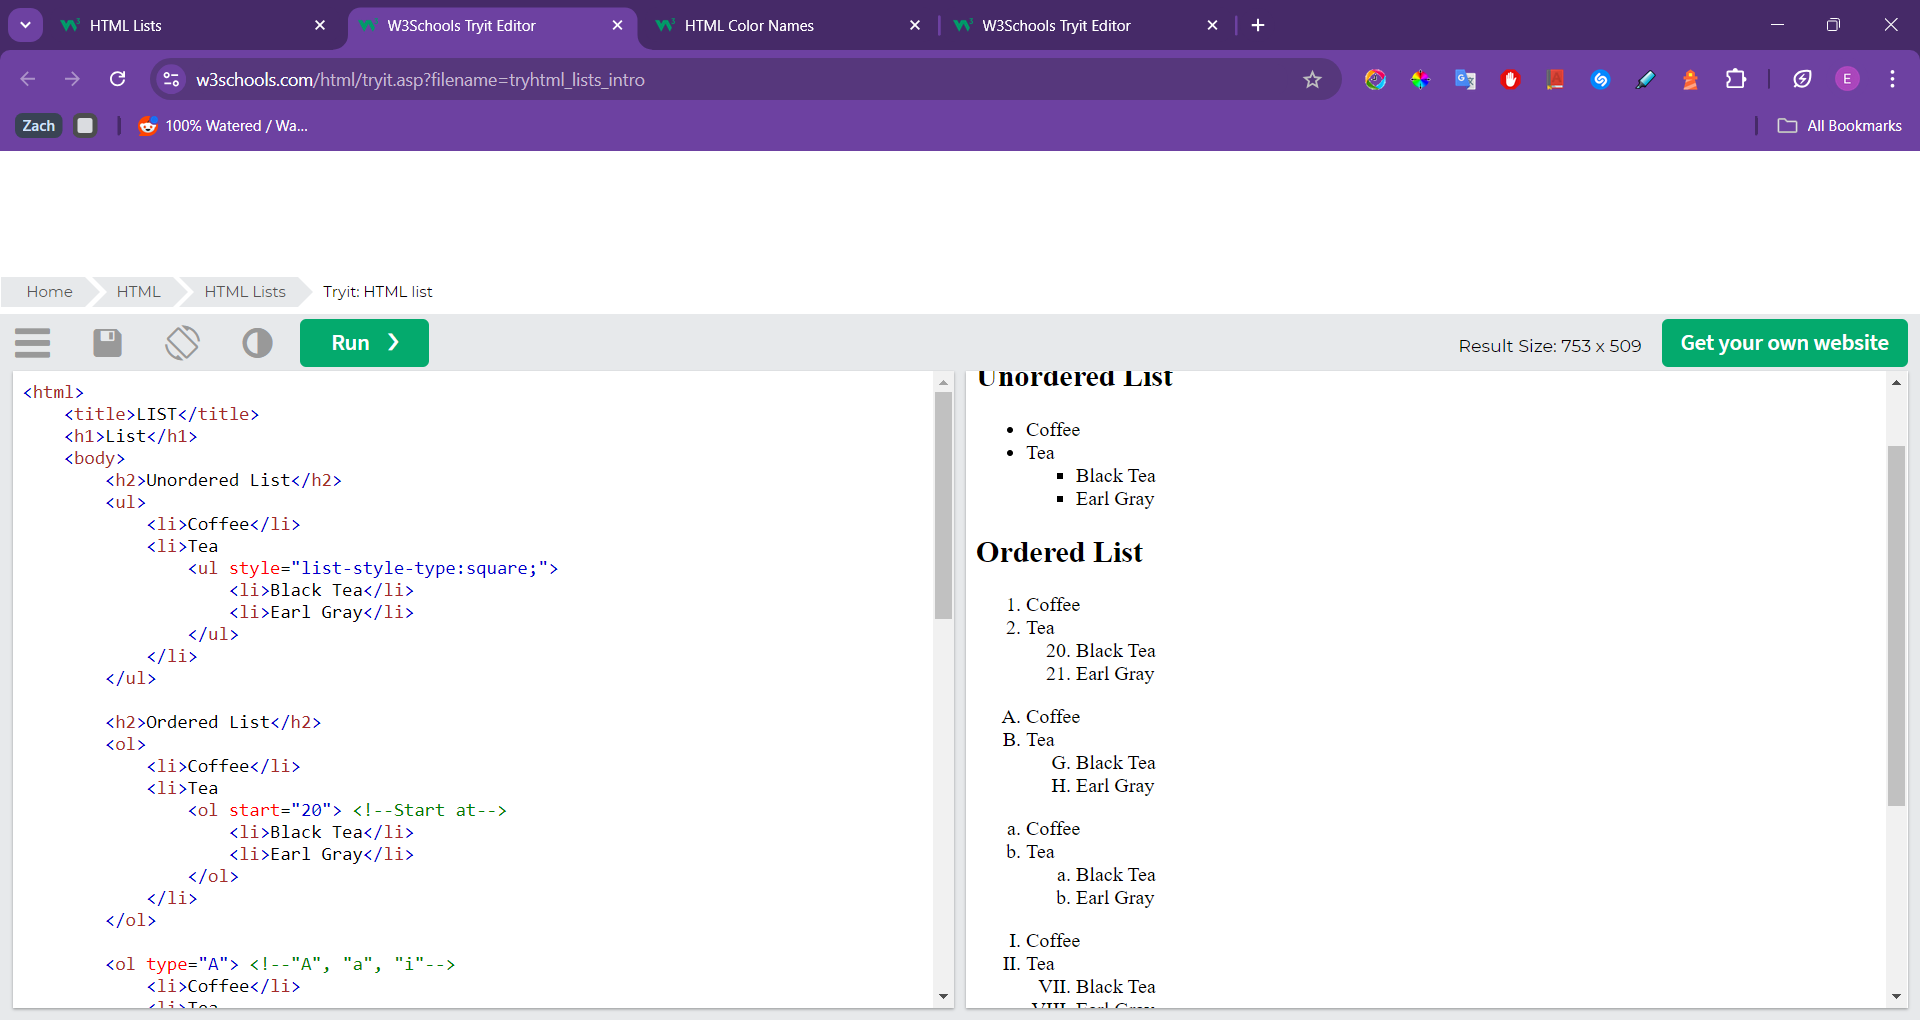 HTML Lists
W3Schools Tryit Editor
HTML Color Names
W3Schools Tryit Editor
w3schools.com/html/tryit.asp?filename=tryhtml_lists_intro
E
Zach
100% Watered / Wa...
All Bookmarks
Home
HTML
HTML Lists
Tryit: HTML list
Run ❯
Result Size: 753 x 509
Get your own website
<html>
<title>LIST</title>
<h1>List</h1>
<body>
<h2>Unordered List</h2>
<ul>
<li>Coffee</li>
<li>Tea
<ul style="list-style-type:square;">
<li>Black Tea</li>
<li>Earl Gray</li>
</ul>
</li>
</ul>
<h2>Ordered List</h2>
<ol>
<li>Coffee</li>
<li>Tea
<ol start="20"> <!--Start at-->
<li>Black Tea</li>
<li>Earl Gray</li>
</ol>
</li>
</ol>
<ol type="A"> <!--"A", "a", "i"-->
<li>Coffee</li>
<li>Tea
Unordered List
• Coffee
• Tea
▪ Black Tea
▪ Earl Gray
Ordered List
1. Coffee
2. Tea
20. Black Tea
21. Earl Gray
A. Coffee
B. Tea
G. Black Tea
H. Earl Gray
a. Coffee
b. Tea
a. Black Tea
b. Earl Gray
I. Coffee
II. Tea
VII. Black Tea
VIII. Earl Gray